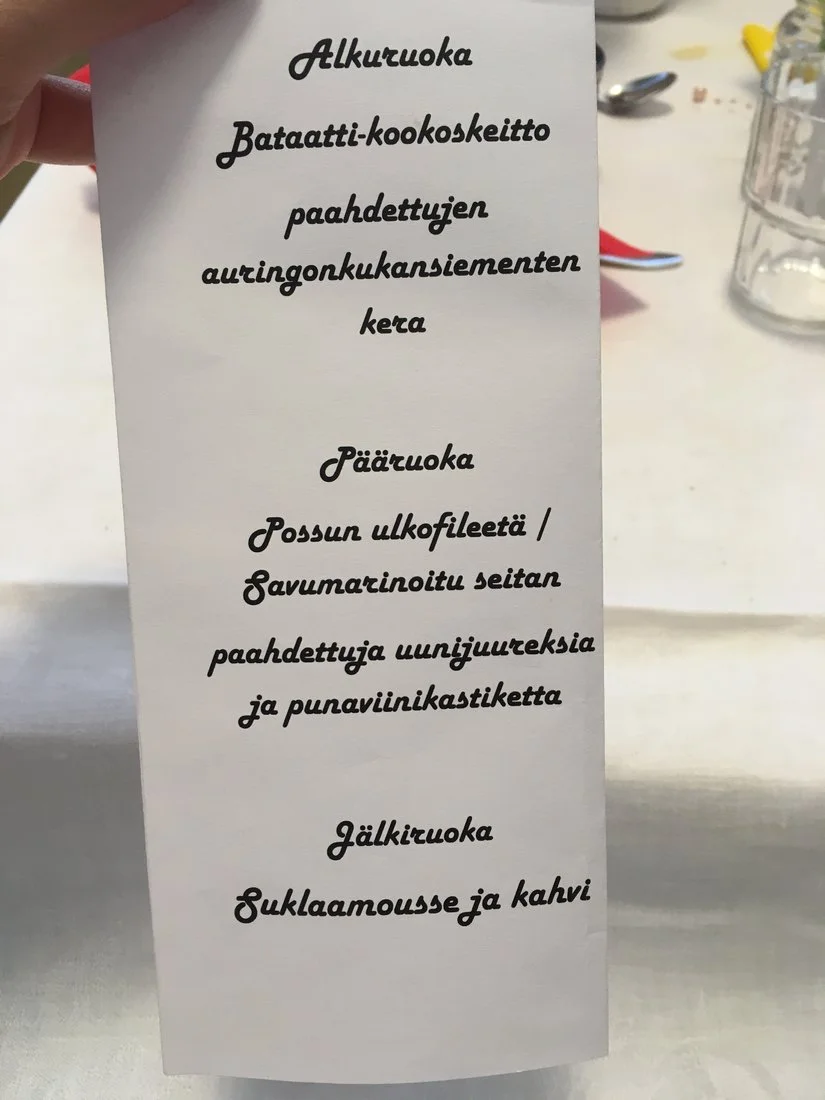 Alkuruoka
Bataatti-kookoskeitto
paahdettujen
auringonkukansiementen
kera
Pääruoka
Possun ulkofileetä /
Savumarinoitu seitan
paahdettuja uunijuureksia
ja punaviinikastiketta
Jälkiruoka
Suklaamousse ja kahvi